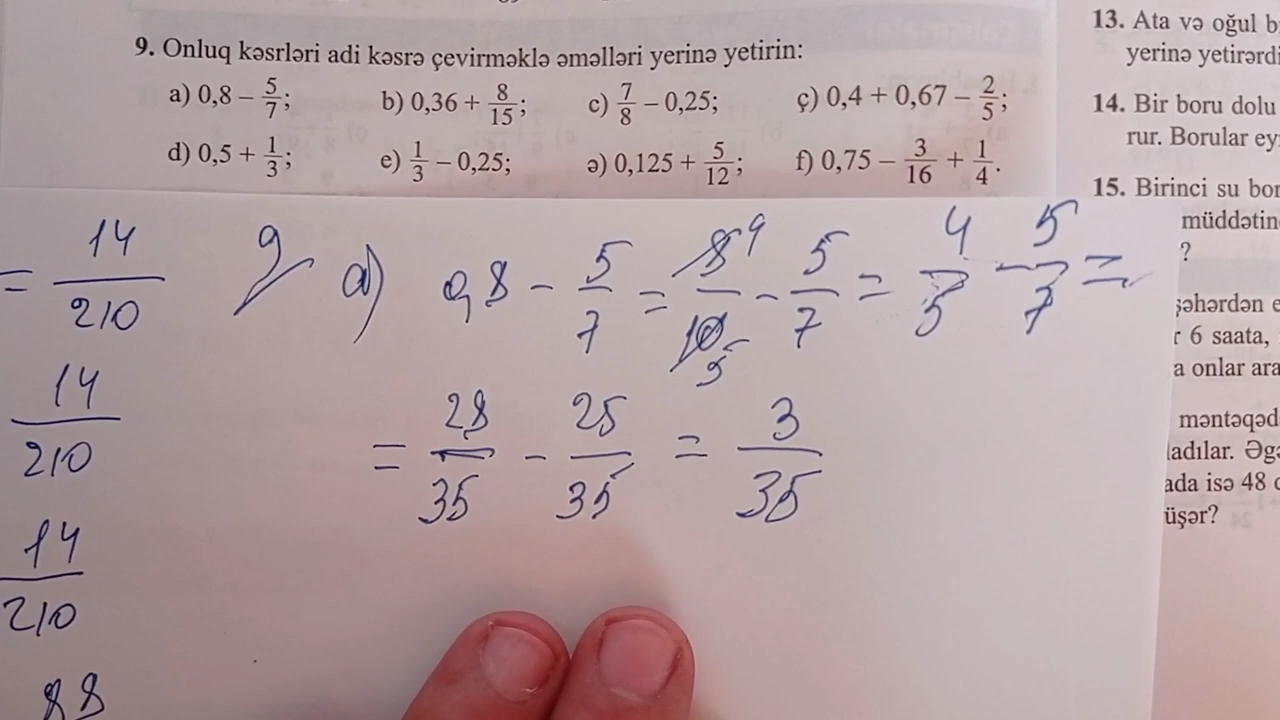 9. Onluq kəsrləri adi kəsrə çevirməklə əməlləri yerinə yetirin:
a) 0,8 − 5/7; b) 0,36 + 8/15; c) 7/8 − 0,25; ç) 0,4 + 0,67 − 2/5;
d) 0,5 + 1/3; e) 1/3 − 0,25; ə) 0,125 + 5/12; f) 0,75 − 3/16 + 1/4.
13. Ata və oğul b
yerinə yetirərdi
14. Bir boru dolu
rur. Borular ey
15. Birinci su bor
müddətin
?
şəhərdən e
r 6 saata,
a onlar ara
məntəqəd
ladılar. Əgə
ada isə 48
üşər?
= 14/210
14/210
14/210
88
9 a) 0,8 − 5/7 = 8 4/10 5 − 5/7 = 4/5 − 5/7 =
= 28/35 − 25/35 = 3/35